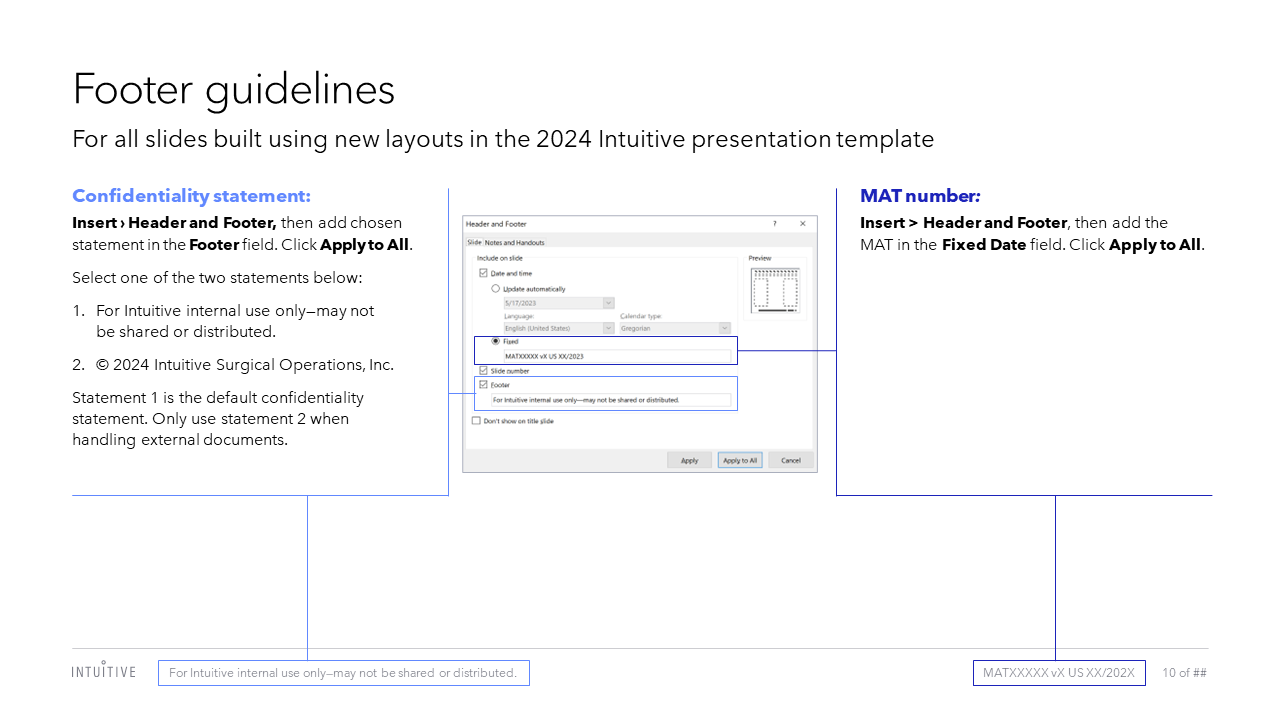 Footer guidelines
For all slides built using new layouts in the 2024 Intuitive presentation template
Confidentiality statement:
Insert › Header and Footer, then add chosen
statement in the Footer field. Click Apply to All.
Select one of the two statements below:
1. For Intuitive internal use only—may not
be shared or distributed.
2. © 2024 Intuitive Surgical Operations, Inc.
Statement 1 is the default confidentiality
statement. Only use statement 2 when
handling external documents.
Header and Footer
Slide Notes and Handouts
Include on slide
Preview
Date and time
Update automatically
5/17/2023
Language: Calendar type:
English (United States) Gregorian
Fixed
MATXXXXX vX US XX/2023
Slide number
Footer
For Intuitive internal use only—may not be shared or distributed.
Don't show on title slide
Apply Apply to All Cancel
MAT number:
Insert > Header and Footer, then add the
MAT in the Fixed Date field. Click Apply to All.
INTUITIVE For Intuitive internal use only—may not be shared or distributed. MATXXXXX vX US XX/202X 10 of ##